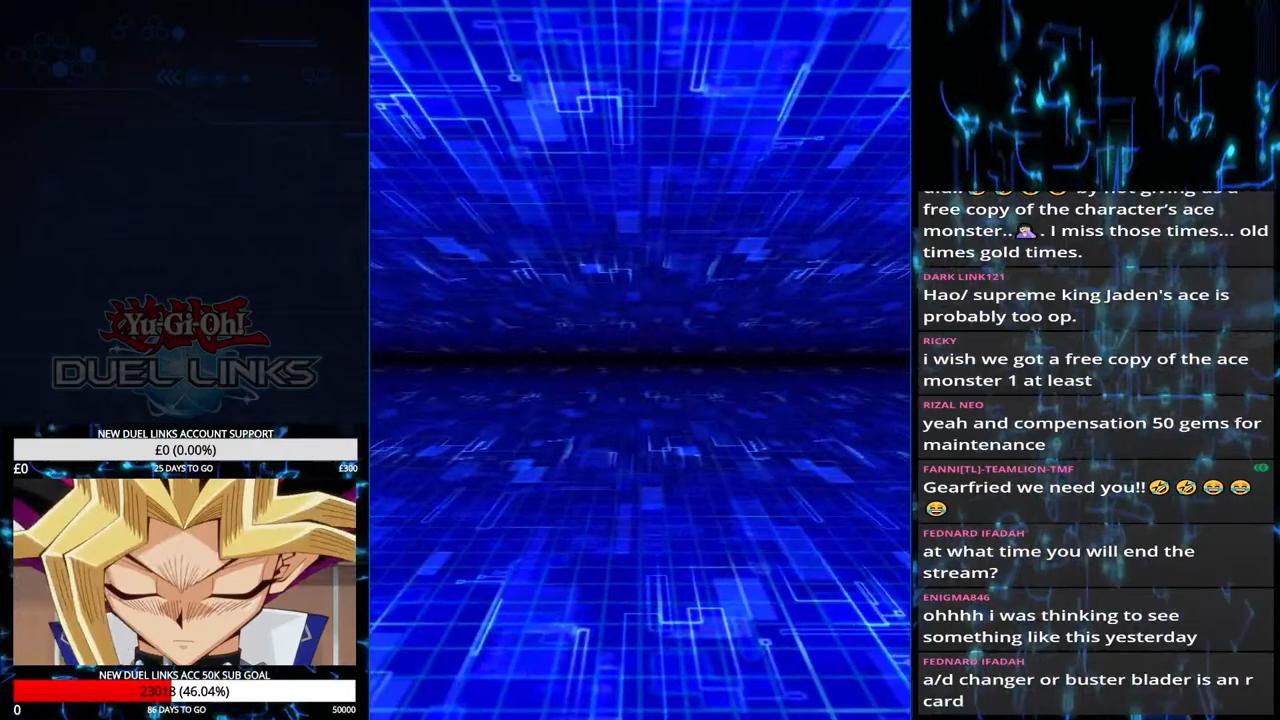 Yu-Gi-Oh!
DUEL LINKS
NEW DUEL LINKS ACCOUNT SUPPORT
£0 (0.00%)
£0
25 DAYS TO GO
£300
NEW DUEL LINKS ACC 50K SUB GOAL
23018 (46.04%)
0
86 DAYS TO GO
50000
free copy of the character’s ace
monster..🤦🏻‍♀️. I miss those times... old
times gold times.
DARK LINK121
Hao/ supreme king Jaden's ace is
probably too op.
RICKY
i wish we got a free copy of the ace
monster 1 at least
RIZAL NEO
yeah and compensation 50 gems for
maintenance
FANNI[TL]-TEAMLION-TMF
Gearfried we need you!!🤣 🤣 😂 😂
😂
FEDNARD IFADAH
at what time you will end the
stream?
ENIGMA846
ohhhh i was thinking to see
something like this yesterday
FEDNARD IFADAH
a/d changer or buster blader is an r
card